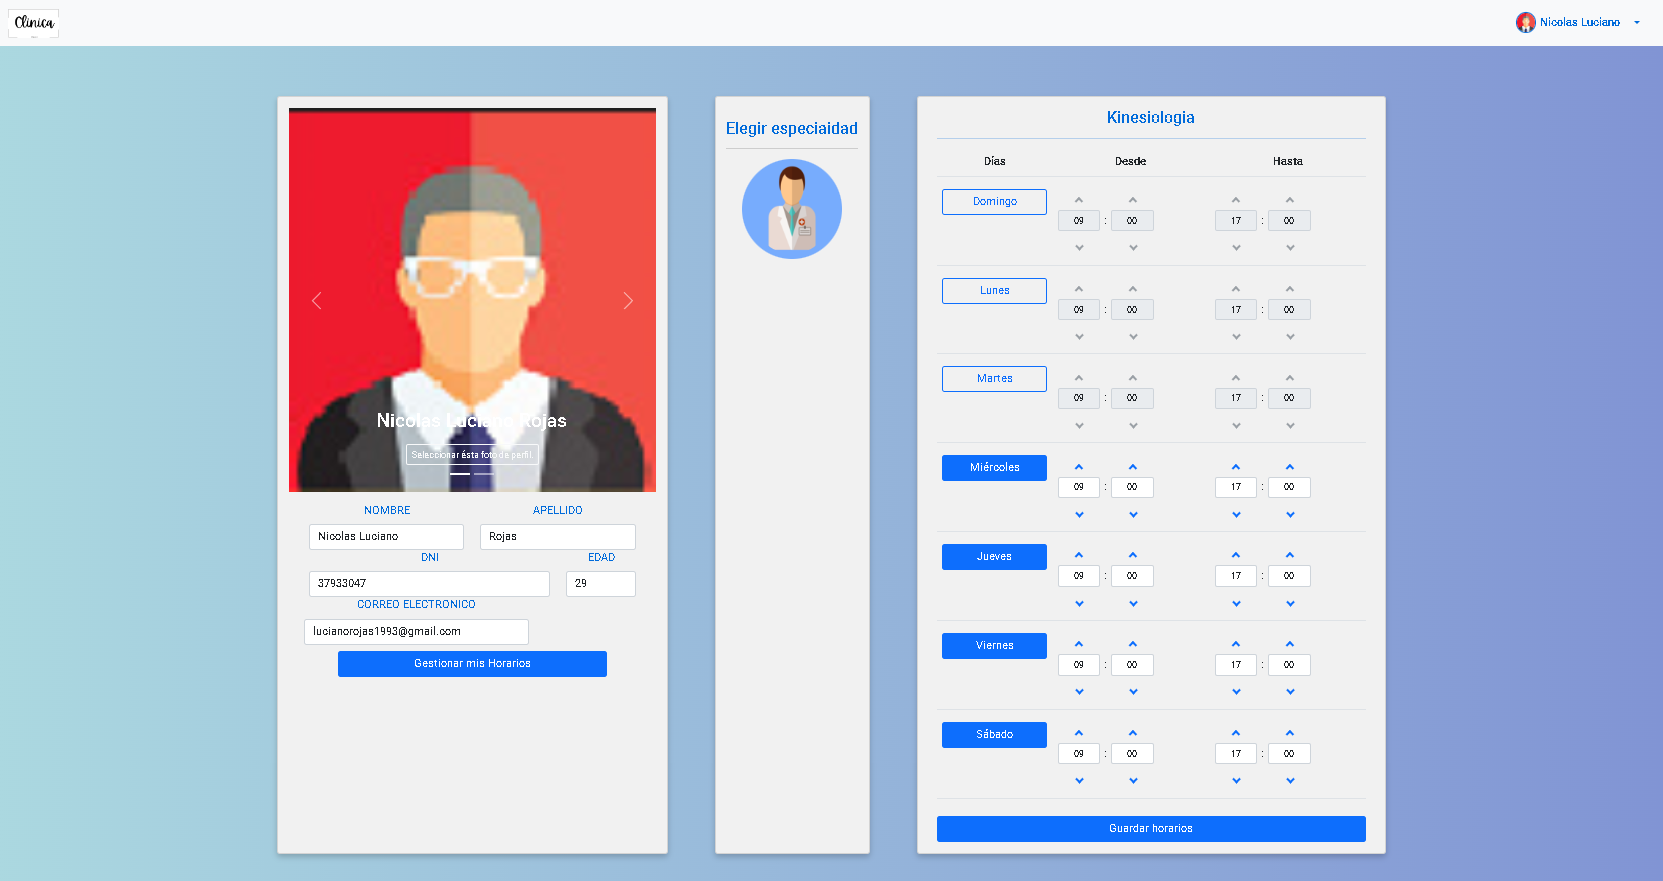 Clinica
Nicolas Luciano
Nicolas Luciano Rojas
Seleccionar ésta foto de perfil
NOMBRE APELLIDO
Nicolas Luciano Rojas
DNI EDAD
37933047 29
CORREO ELECTRONICO
lucianorojas1993@gmail.com
Gestionar mis Horarios
Elegir especiaidad
Kinesiologia
Días Desde Hasta
Domingo
09 : 00 17 : 00
Lunes
09 : 00 17 : 00
Martes
09 : 00 17 : 00
Miércoles
09 : 00 17 : 00
Jueves
09 : 00 17 : 00
Viernes
09 : 00 17 : 00
Sábado
09 : 00 17 : 00
Guardar horarios